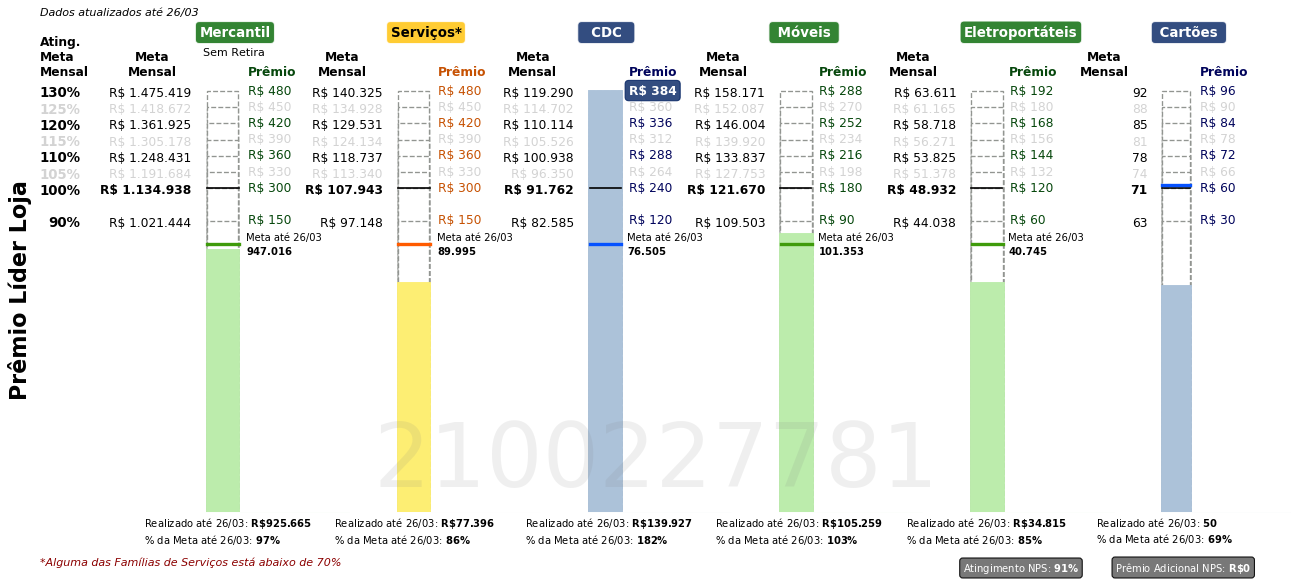 Dados atualizados até 26/03
Mercantil Serviços* CDC Móveis Eletroportáteis Cartões
Sem Retira
Ating. Meta Mensal Meta Mensal Prêmio Meta Mensal Prêmio Meta Mensal Prêmio Meta Mensal Prêmio Meta Mensal Prêmio Meta Mensal Prêmio
130% R$ 1.475.419 R$ 480 R$ 140.325 R$ 480 R$ 119.290 R$ 384 R$ 158.171 R$ 288 R$ 63.611 R$ 192 92 R$ 96
125% R$ 1.418.672 R$ 450 R$ 134.928 R$ 450 R$ 114.702 R$ 360 R$ 152.087 R$ 270 R$ 61.165 R$ 180 88 R$ 90
120% R$ 1.361.925 R$ 420 R$ 129.531 R$ 420 R$ 110.114 R$ 336 R$ 146.004 R$ 252 R$ 58.718 R$ 168 85 R$ 84
115% R$ 1.305.178 R$ 390 R$ 124.134 R$ 390 R$ 105.526 R$ 312 R$ 139.920 R$ 234 R$ 56.271 R$ 156 81 R$ 78
110% R$ 1.248.431 R$ 360 R$ 118.737 R$ 360 R$ 100.938 R$ 288 R$ 133.837 R$ 216 R$ 53.825 R$ 144 78 R$ 72
105% R$ 1.191.684 R$ 330 R$ 113.340 R$ 330 R$ 96.350 R$ 264 R$ 127.753 R$ 198 R$ 51.378 R$ 132 74 R$ 66
100% R$ 1.134.938 R$ 300 R$ 107.943 R$ 300 R$ 91.762 R$ 240 R$ 121.670 R$ 180 R$ 48.932 R$ 120 71 R$ 60
90% R$ 1.021.444 R$ 150 R$ 97.148 R$ 150 R$ 82.585 R$ 120 R$ 109.503 R$ 90 R$ 44.038 R$ 60 63 R$ 30
Meta até 26/03 Meta até 26/03 Meta até 26/03 Meta até 26/03 Meta até 26/03
947.016 89.995 76.505 101.353 40.745
Prêmio Líder Loja
2100227781
Realizado até 26/03: R$925.665 Realizado até 26/03: R$77.396 Realizado até 26/03: R$139.927 Realizado até 26/03: R$105.259 Realizado até 26/03: R$34.815 Realizado até 26/03: 50
% da Meta até 26/03: 97% % da Meta até 26/03: 86% % da Meta até 26/03: 182% % da Meta até 26/03: 103% % da Meta até 26/03: 85% % da Meta até 26/03: 69%
*Alguma das Famílias de Serviços está abaixo de 70%
Atingimento NPS: 91% Prêmio Adicional NPS: R$0